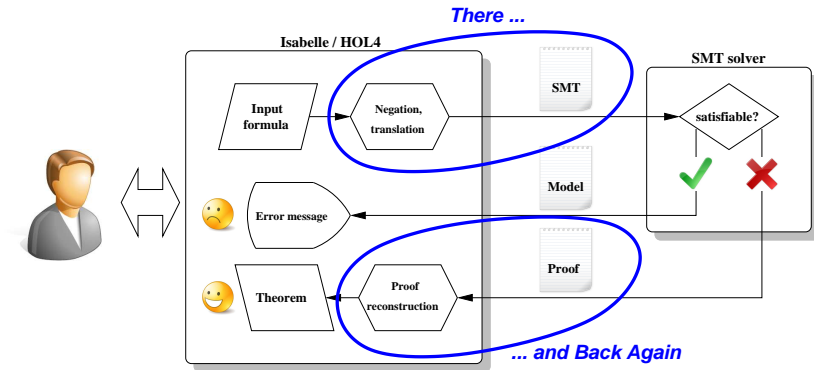 There ...
Isabelle / HOL4
SMT solver
Input
formula
Negation,
translation
SMT
satisfiable?
Model
Error message
Proof
Theorem
Proof
reconstruction
... and Back Again